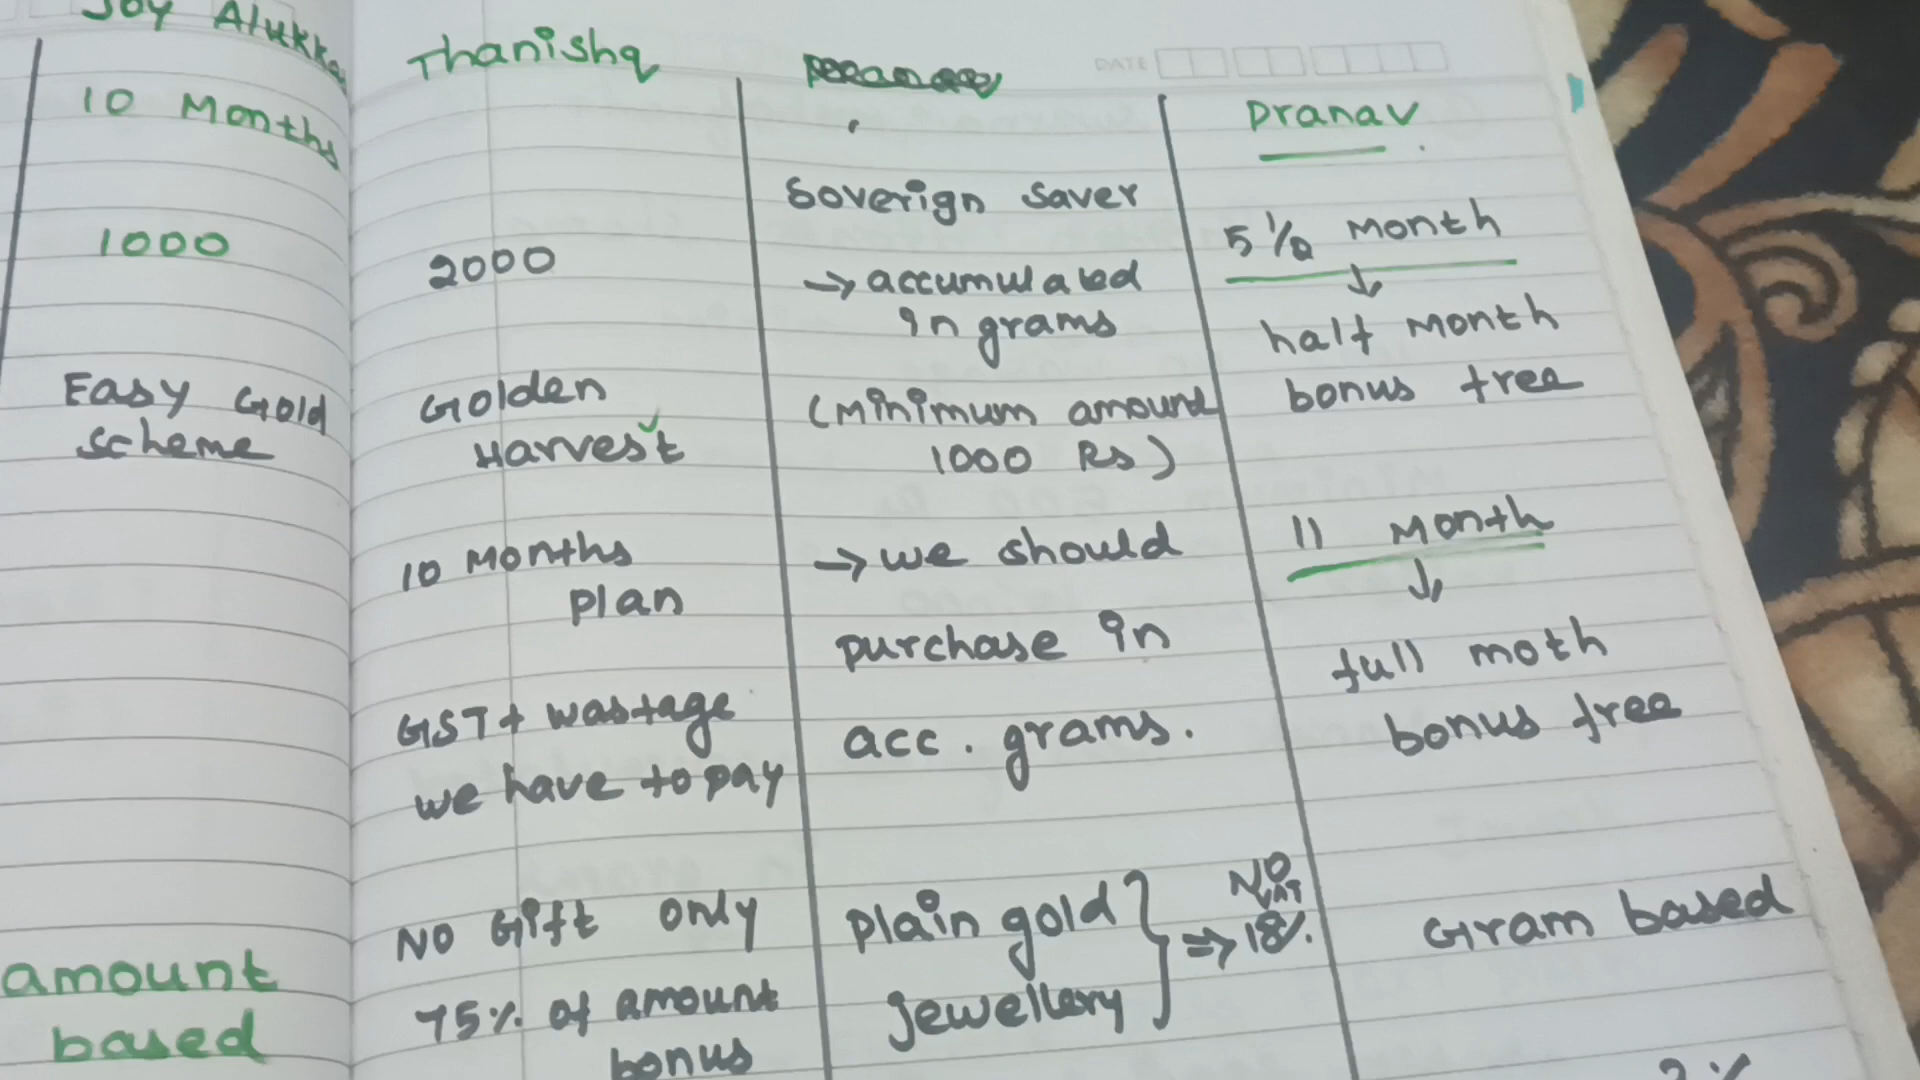 Joy Alukka
10 Months
1000
Easy Gold
scheme
amount
based
Thanishq
2000
Golden
Harvest
10 Months
plan
GST + wastage
we have to pay
NO Gift only
75% of amount
bonus
Soverign saver
→ accumulated
in grams
(Minimum amount
1000 Rs)
→ we should
purchase in
acc. grams.
plain gold
jewellery
NO
VAT
⇒ 18%.
DATE
Pranav
5 1/2 Month
↓
half Month
bonus free
11 Month
↓
full moth
bonus free
Gram based